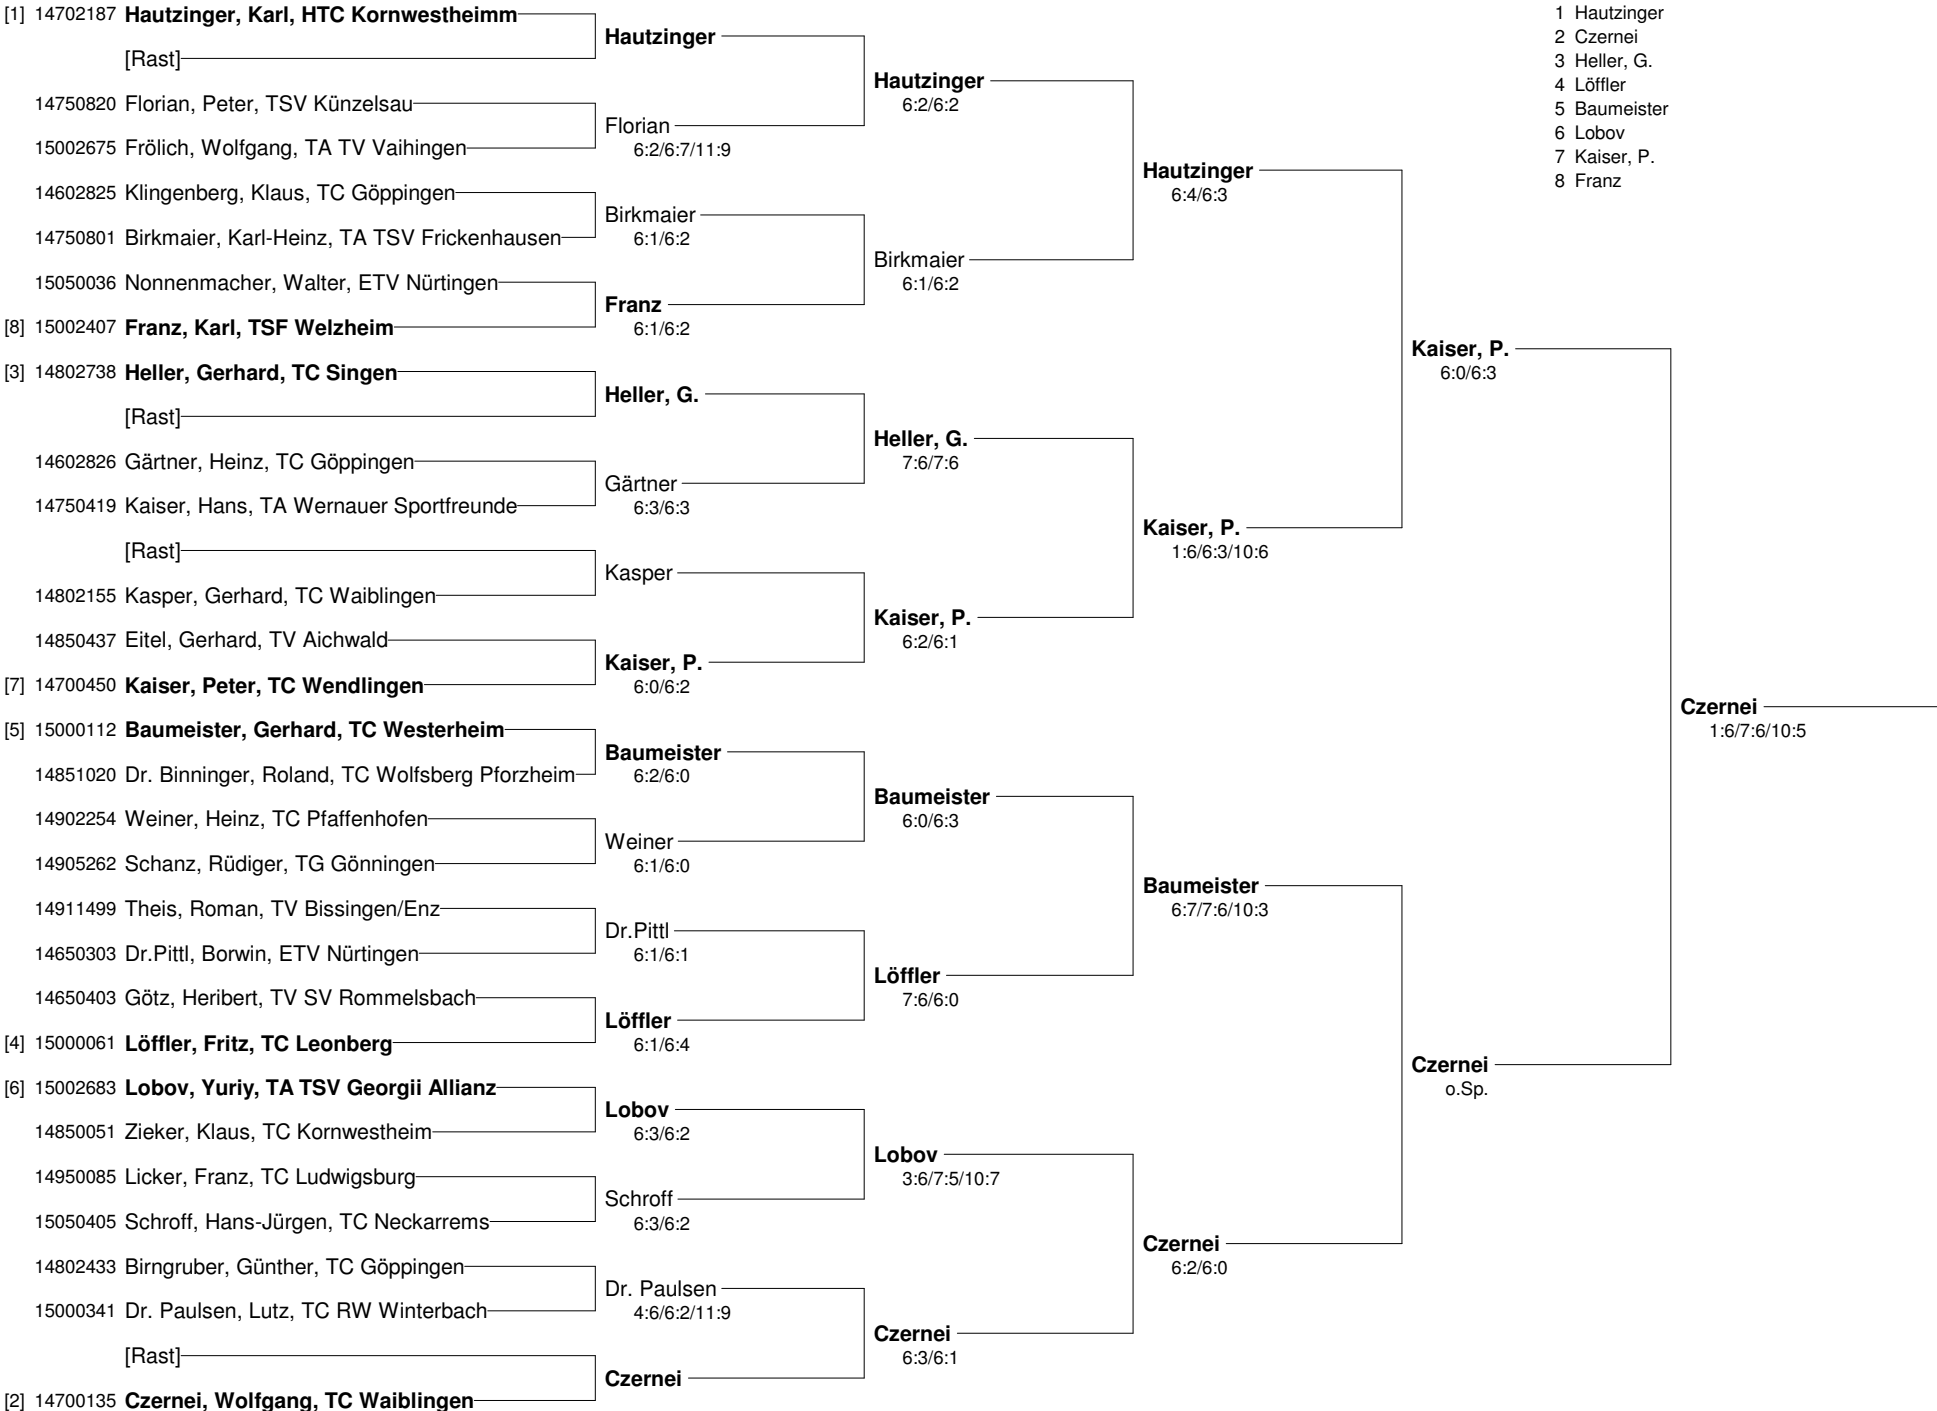 [1] 14702187 Hautzinger, Karl, HTC Kornwestheimm
[Rast]
14750820 Florian, Peter, TSV Künzelsau
15002675 Frölich, Wolfgang, TA TV Vaihingen
14602825 Klingenberg, Klaus, TC Göppingen
14750801 Birkmaier, Karl-Heinz, TA TSV Frickenhausen
15050036 Nonnenmacher, Walter, ETV Nürtingen
[8] 15002407 Franz, Karl, TSF Welzheim
[3] 14802738 Heller, Gerhard, TC Singen
[Rast]
14602826 Gärtner, Heinz, TC Göppingen
14750419 Kaiser, Hans, TA Wernauer Sportfreunde
[Rast]
14802155 Kasper, Gerhard, TC Waiblingen
14850437 Eitel, Gerhard, TV Aichwald
[7] 14700450 Kaiser, Peter, TC Wendlingen
[5] 15000112 Baumeister, Gerhard, TC Westerheim
14851020 Dr. Binninger, Roland, TC Wolfsberg Pforzheim
14902254 Weiner, Heinz, TC Pfaffenhofen
14905262 Schanz, Rüdiger, TG Gönningen
14911499 Theis, Roman, TV Bissingen/Enz
14650303 Dr.Pittl, Borwin, ETV Nürtingen
14650403 Götz, Heribert, TV SV Rommelsbach
[4] 15000061 Löffler, Fritz, TC Leonberg
[6] 15002683 Lobov, Yuriy, TA TSV Georgii Allianz
14850051 Zieker, Klaus, TC Kornwestheim
14950085 Licker, Franz, TC Ludwigsburg
15050405 Schroff, Hans-Jürgen, TC Neckarrems
14802433 Birngruber, Günther, TC Göppingen
15000341 Dr. Paulsen, Lutz, TC RW Winterbach
[Rast]
[2] 14700135 Czernei, Wolfgang, TC Waiblingen
Hautzinger
Florian
6:2/6:7/11:9
Birkmaier
6:1/6:2
Franz
6:1/6:2
Heller, G.
Gärtner
6:3/6:3
Kasper
Kaiser, P.
6:0/6:2
Baumeister
6:2/6:0
Weiner
6:1/6:0
Dr.Pittl
6:1/6:1
Löffler
6:1/6:4
Lobov
6:3/6:2
Schroff
6:3/6:2
Dr. Paulsen
4:6/6:2/11:9
Czernei
Hautzinger
6:2/6:2
Birkmaier
6:1/6:2
Heller, G.
7:6/7:6
Kaiser, P.
6:2/6:1
Baumeister
6:0/6:3
Löffler
7:6/6:0
Lobov
3:6/7:5/10:7
Czernei
6:3/6:1
Hautzinger
6:4/6:3
Kaiser, P.
1:6/6:3/10:6
Baumeister
6:7/7:6/10:3
Czernei
6:2/6:0
Kaiser, P.
6:0/6:3
Czernei
o.Sp.
Czernei
1:6/7:6/10:5
1 Hautzinger
2 Czernei
3 Heller, G.
4 Löffler
5 Baumeister
6 Lobov
7 Kaiser, P.
8 Franz